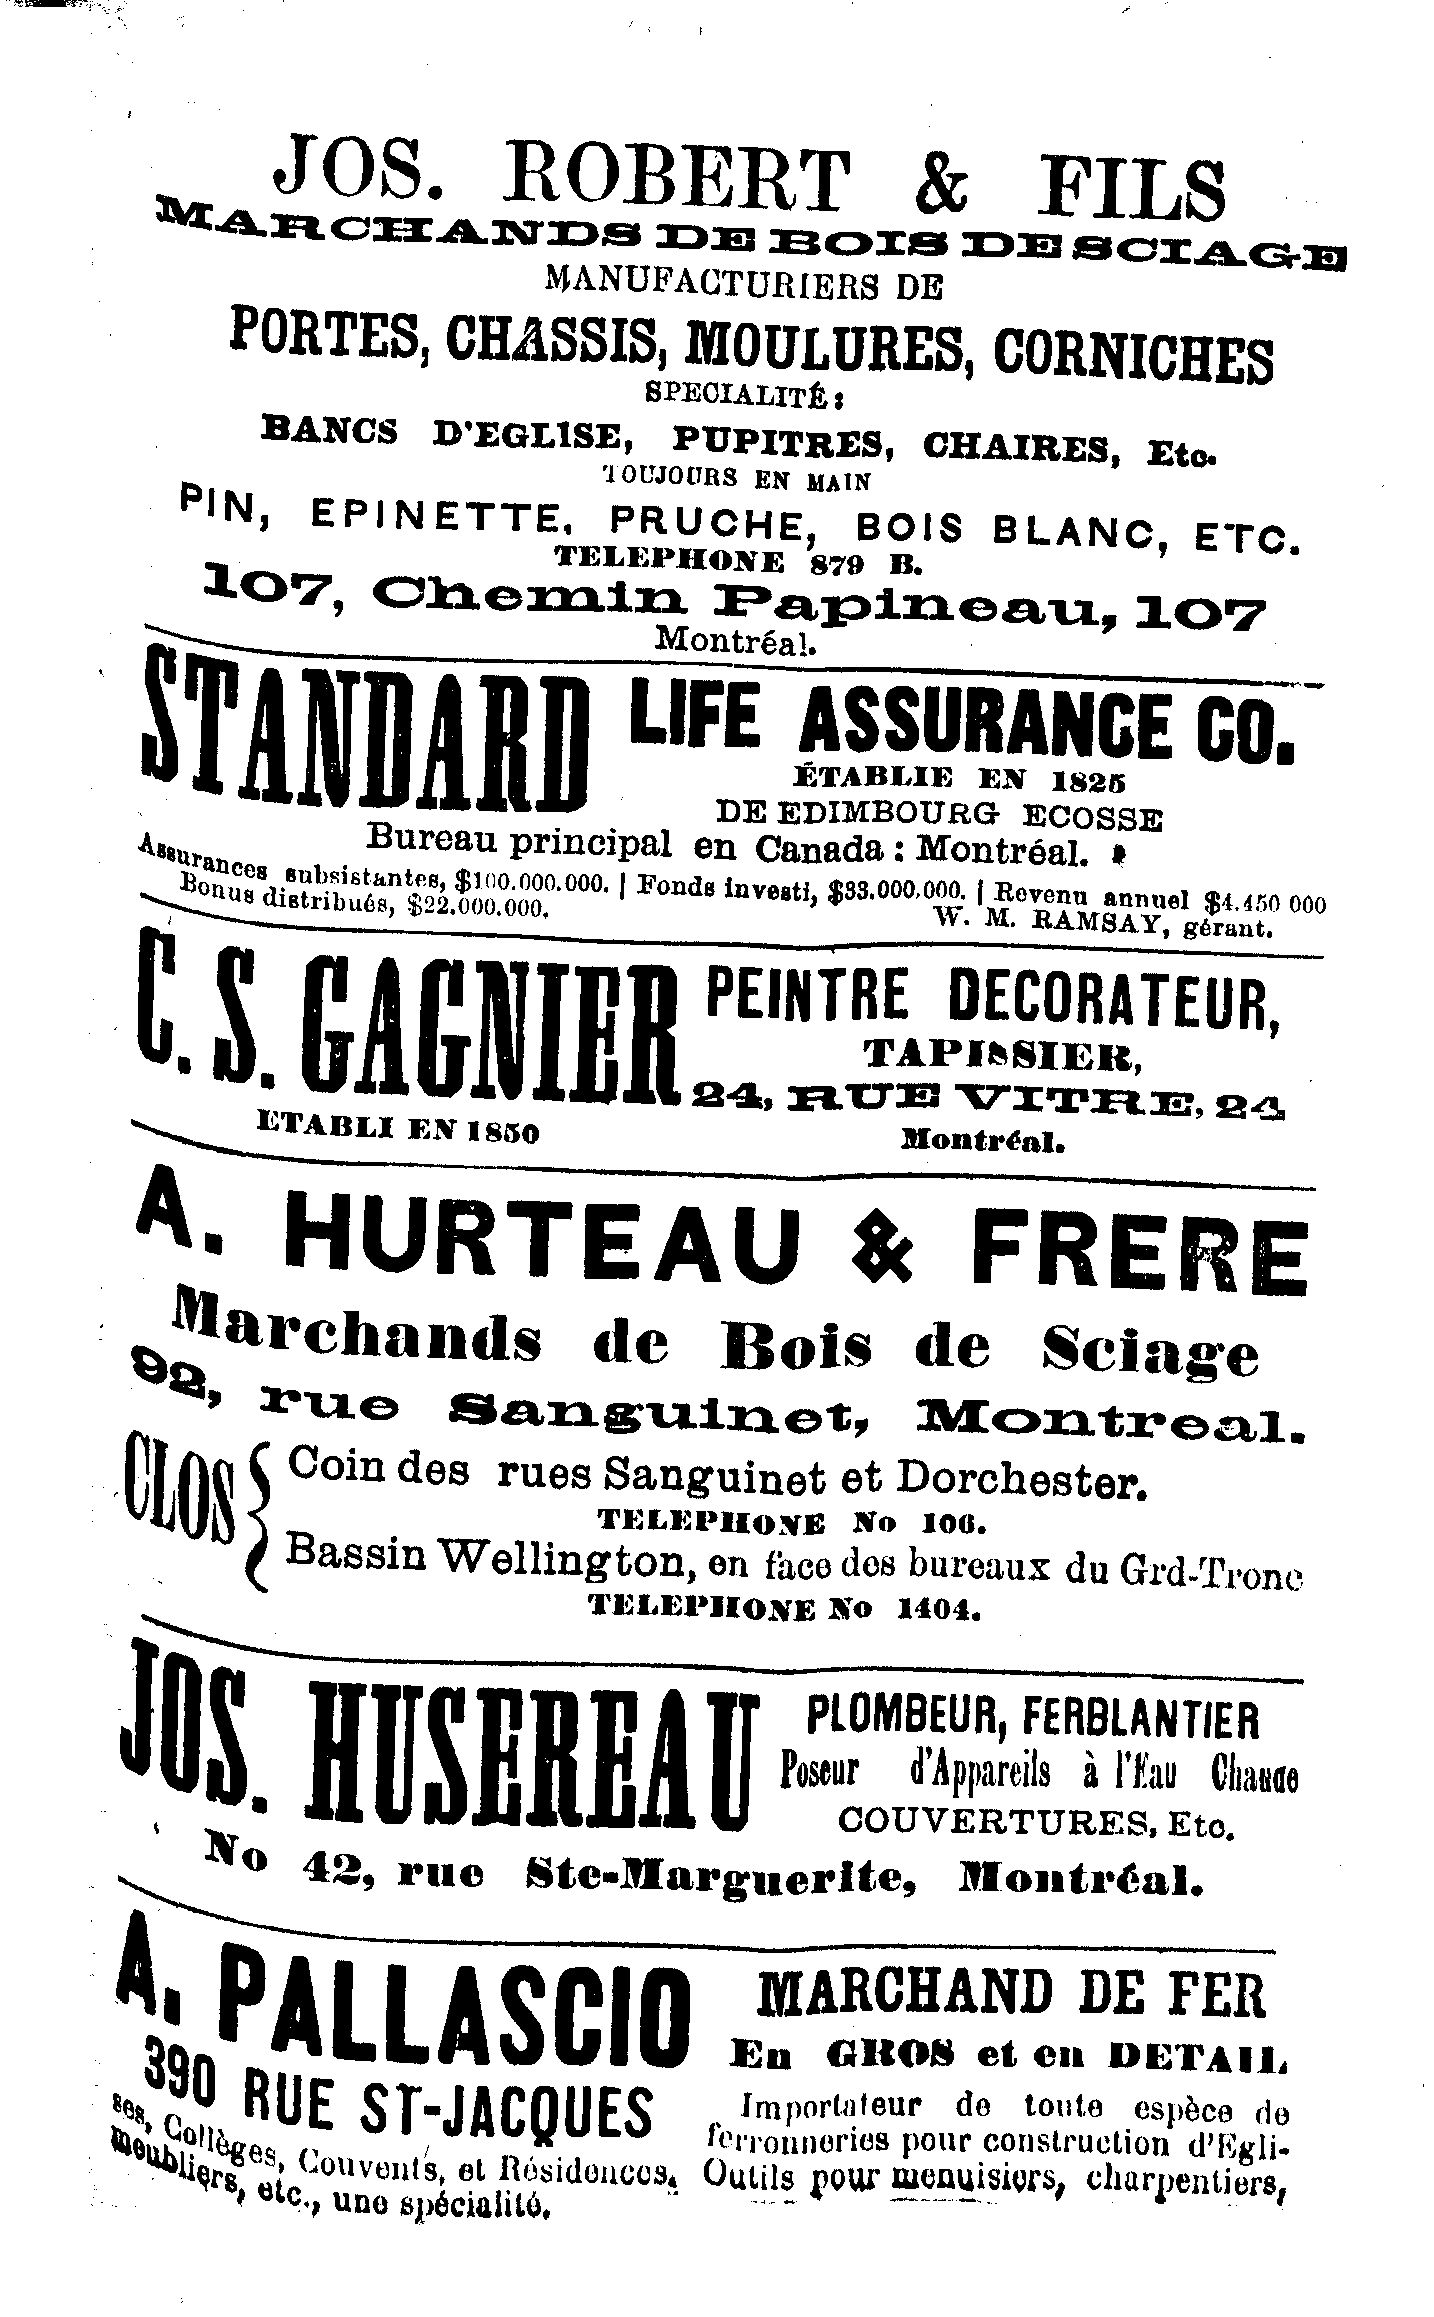 JOS. ROBERT & FILS
MARCHANDS DE BOIS DE SCIAGE
MANUFACTURIERS DE
PORTES, CHASSIS, MOULURES, CORNICHES
SPECIALITÉ:
BANCS D'EGLISE, PUPITRES, CHAIRES, Etc.
TOUJOURS EN MAIN
PIN, EPINETTE, PRUCHE, BOIS BLANC, ETC.
TELEPHONE 879 B.
107, Chemin Papineau, 107
Montréal.
STANDARD LIFE ASSURANCE CO.
ÉTABLIE EN 1825
DE EDIMBOURG ECOSSE
Bureau principal en Canada: Montréal.
Assurances subsistantes, $100.000.000. | Fonds investi, $33.000,000. | Revenu annuel $4.450 000
Bonus distribués, $22.000.000.
W. M. RAMSAY, gérant.
C. S. GAGNIER
ETABLI EN 1850
PEINTRE DECORATEUR,
TAPISSIER,
24, RUE VITRE, 24
Montréal.
A. HURTEAU & FRERE
Marchands de Bois de Sciage
92, rue Sanguinet, Montreal.
CLOS { Coin des rues Sanguinet et Dorchester.
TELEPHONE No 106.
Bassin Wellington, en face des bureaux du Grd-Tronc
TELEPHONE No 1404.
JOS. HUSEREAU
PLOMBEUR, FERBLANTIER
Poseur d'Appareils à l'Eau Chaude
COUVERTURES, Etc.
No 42, rue Ste-Marguerite, Montréal.
A. PALLASCIO
390 RUE ST-JACQUES
MARCHAND DE FER
En GROS et en DETAIL
Importateur de toute espèce de
ferronneries pour construction d'Egli-
ses, Collèges, Couvents, et Résidences. Outils pour menuisiers, charpentiers,
meubliers, etc., une spécialité.